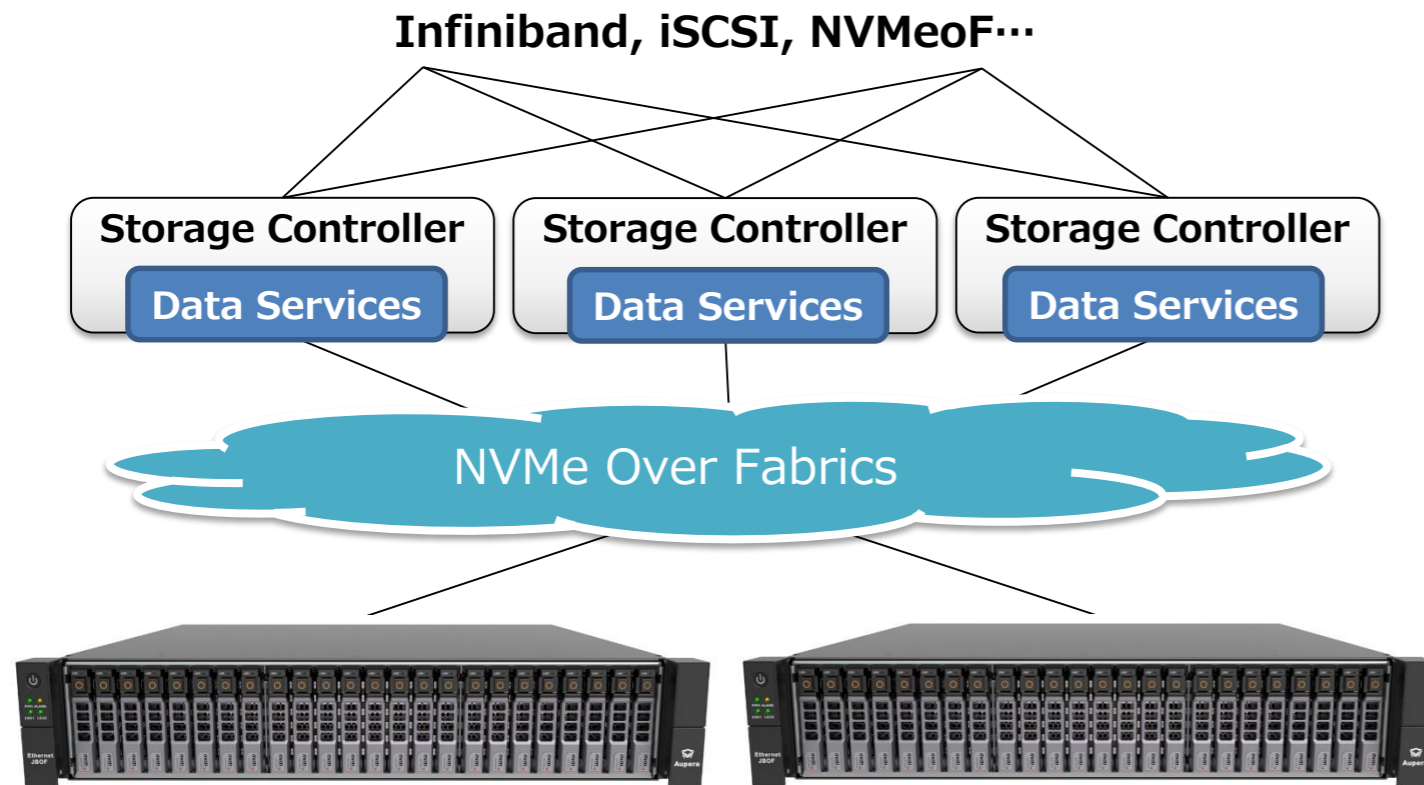 Infiniband, iSCSI, NVMeoF…
Storage Controller
Data Services
Storage Controller
Data Services
Storage Controller
Data Services
NVMe Over Fabrics
Ethernet
JBOF
Aupera
Ethernet
JBOF